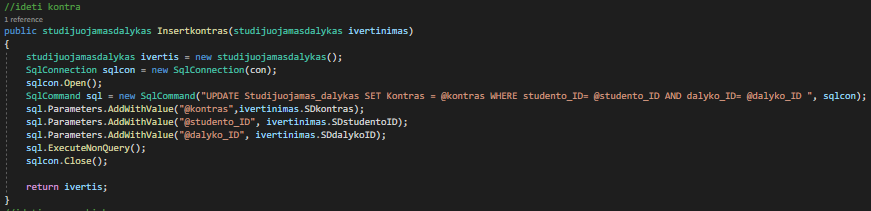 //ideti kontra
1 reference
public studijuojamasdalykas Insertkontras(studijuojamasdalykas ivertinimas)
{
studijuojamasdalykas ivertis = new studijuojamasdalykas();
SqlConnection sqlcon = new SqlConnection(con);
sqlcon.Open();
SqlCommand sql = new SqlCommand("UPDATE Studijuojamas_dalykas SET Kontras = @kontras WHERE studento_ID= @studento_ID AND dalyko_ID= @dalyko_ID ", sqlcon);
sql.Parameters.AddWithValue("@kontras",ivertinimas.SDkontras);
sql.Parameters.AddWithValue("@studento_ID", ivertinimas.SDstudentoID);
sql.Parameters.AddWithValue("@dalyko_ID", ivertinimas.SDdalykoID);
sql.ExecuteNonQuery();
sqlcon.Close();
return ivertis;
}